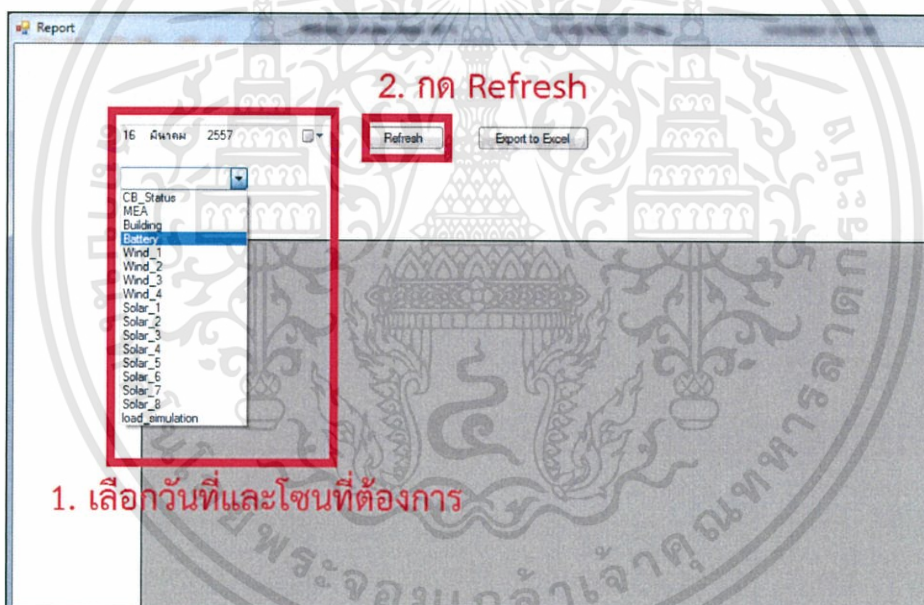 Report
2. กด Refresh
16 มีนาคม 2557
Refresh
Export to Excel
CB_Status
MEA
Building
Battery
Wind_1
Wind_2
Wind_3
Wind_4
Solar_1
Solar_2
Solar_3
Solar_4
Solar_5
Solar_6
Solar_7
Solar_8
load_simulation
1. เลือกวันที่และโซนที่ต้องการ